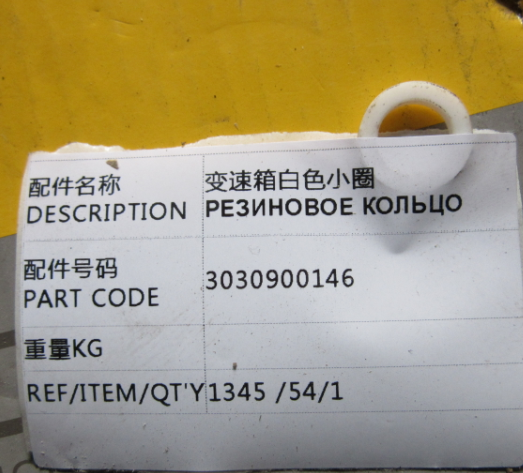 配件名称 变速箱白色小圈
DESCRIPTION РЕЗИНОВОЕ КОЛЬЦО
配件号码
PART CODE 3030900146
重量KG
REF/ITEM/QT'Y 1345 /54/1